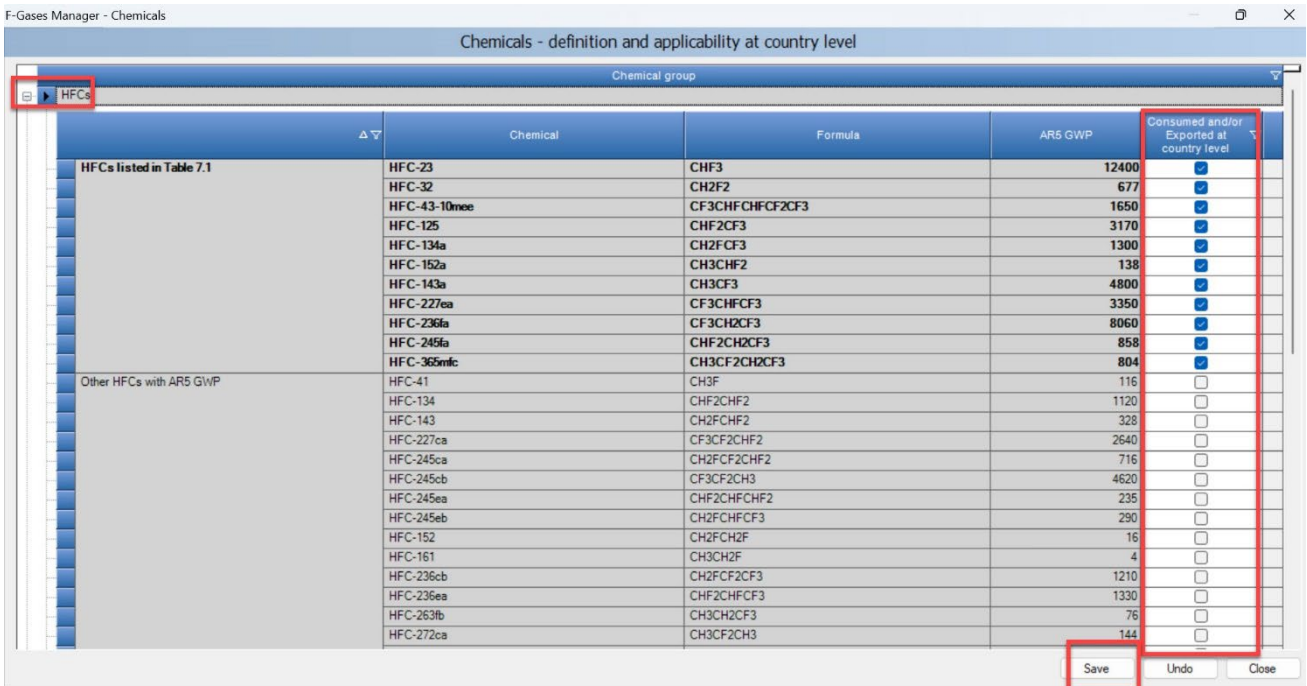 F-Gases Manager - Chemicals
Chemicals - definition and applicability at country level
Chemical group
HFCs
Chemical Formula AR5 GWP Consumed and/or
Exported at
country level
HFCs listed in Table 7.1 HFC-23 CHF3 12400
HFC-32 CH2F2 677
HFC-43-10mee CF3CHFCHFCF2CF3 1650
HFC-125 CHF2CF3 3170
HFC-134a CH2FCF3 1300
HFC-152a CH3CHF2 138
HFC-143a CH3CF3 4800
HFC-227ea CF3CHFCF3 3350
HFC-236fa CF3CH2CF3 8060
HFC-245fa CHF2CH2CF3 858
HFC-365mfc CH3CF2CH2CF3 804
Other HFCs with AR5 GWP HFC-41 CH3F 116
HFC-134 CHF2CHF2 1120
HFC-143 CH2FCHF2 328
HFC-227ca CF3CF2CHF2 2640
HFC-245ca CH2FCF2CHF2 716
HFC-245cb CF3CF2CH3 4620
HFC-245ea CHF2CHFCHF2 235
HFC-245eb CH2FCHFCF3 290
HFC-152 CH2FCH2F 16
HFC-161 CH3CH2F 4
HFC-236cb CH2FCF2CF3 1210
HFC-236ea CHF2CHFCF3 1330
HFC-263fb CH3CH2CF3 76
HFC-272ca CH3CF2CH3 144
Save Undo Close